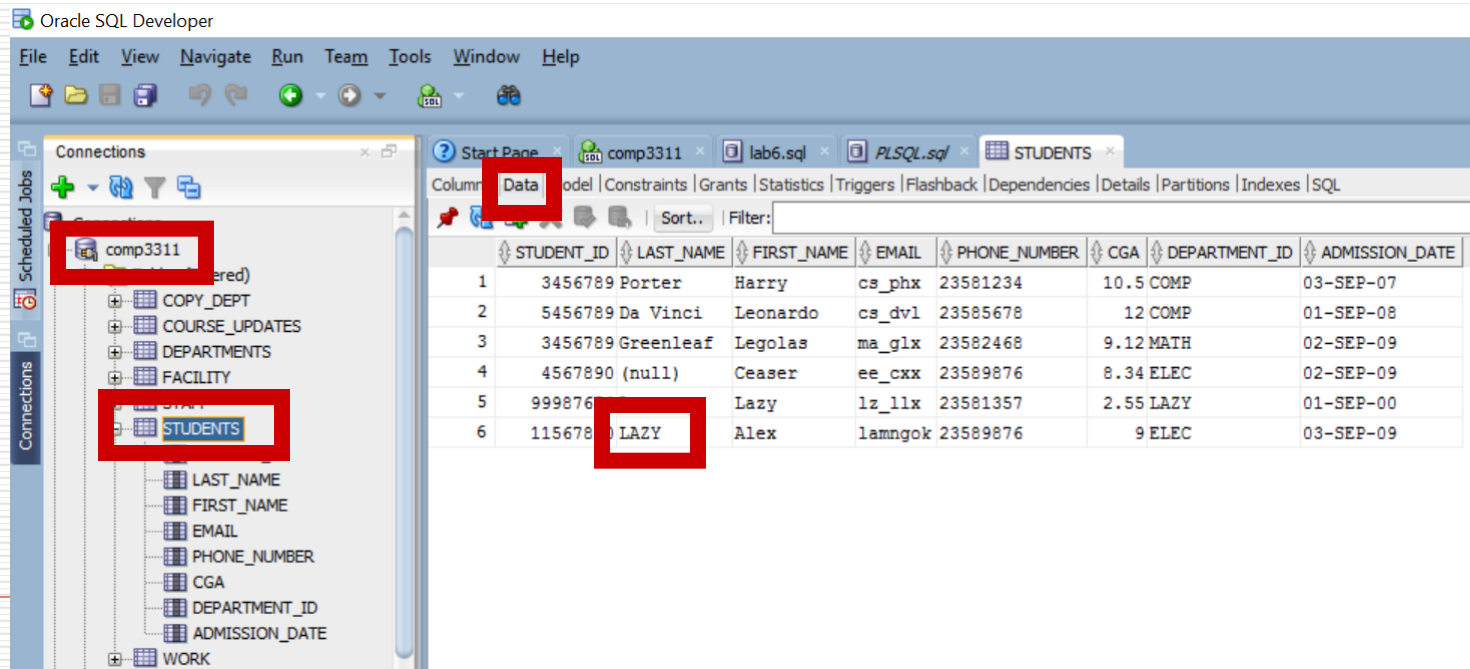 Oracle SQL Developer
File Edit View Navigate Run Team Tools Window Help
Scheduled Jobs
Connections
Connections
comp3311
COPY_DEPT
COURSE_UPDATES
DEPARTMENTS
FACILITY
STUDENTS
LAST_NAME
FIRST_NAME
EMAIL
PHONE_NUMBER
CGA
DEPARTMENT_ID
ADMISSION_DATE
WORK
Start Page comp3311 lab6.sql PLSQL.sql STUDENTS
Data Constraints Grants Statistics Triggers Flashback Dependencies Details Partitions Indexes SQL
Sort.. Filter:
STUDENT_ID LAST_NAME FIRST_NAME EMAIL PHONE_NUMBER CGA DEPARTMENT_ID ADMISSION_DATE
1 3456789 Porter Harry cs_phx 23581234 10.5 COMP 03-SEP-07
2 5456789 Da Vinci Leonardo cs_dvl 23585678 12 COMP 01-SEP-08
3 3456789 Greenleaf Legolas ma_glx 23582468 9.12 MATH 02-SEP-09
4 4567890 (null) Ceaser ee_cxx 23589876 8.34 ELEC 02-SEP-09
5 Lazy lz_llx 23581357 2.55 LAZY 01-SEP-00
6 LAZY Alex lamngok 23589876 9 ELEC 03-SEP-09